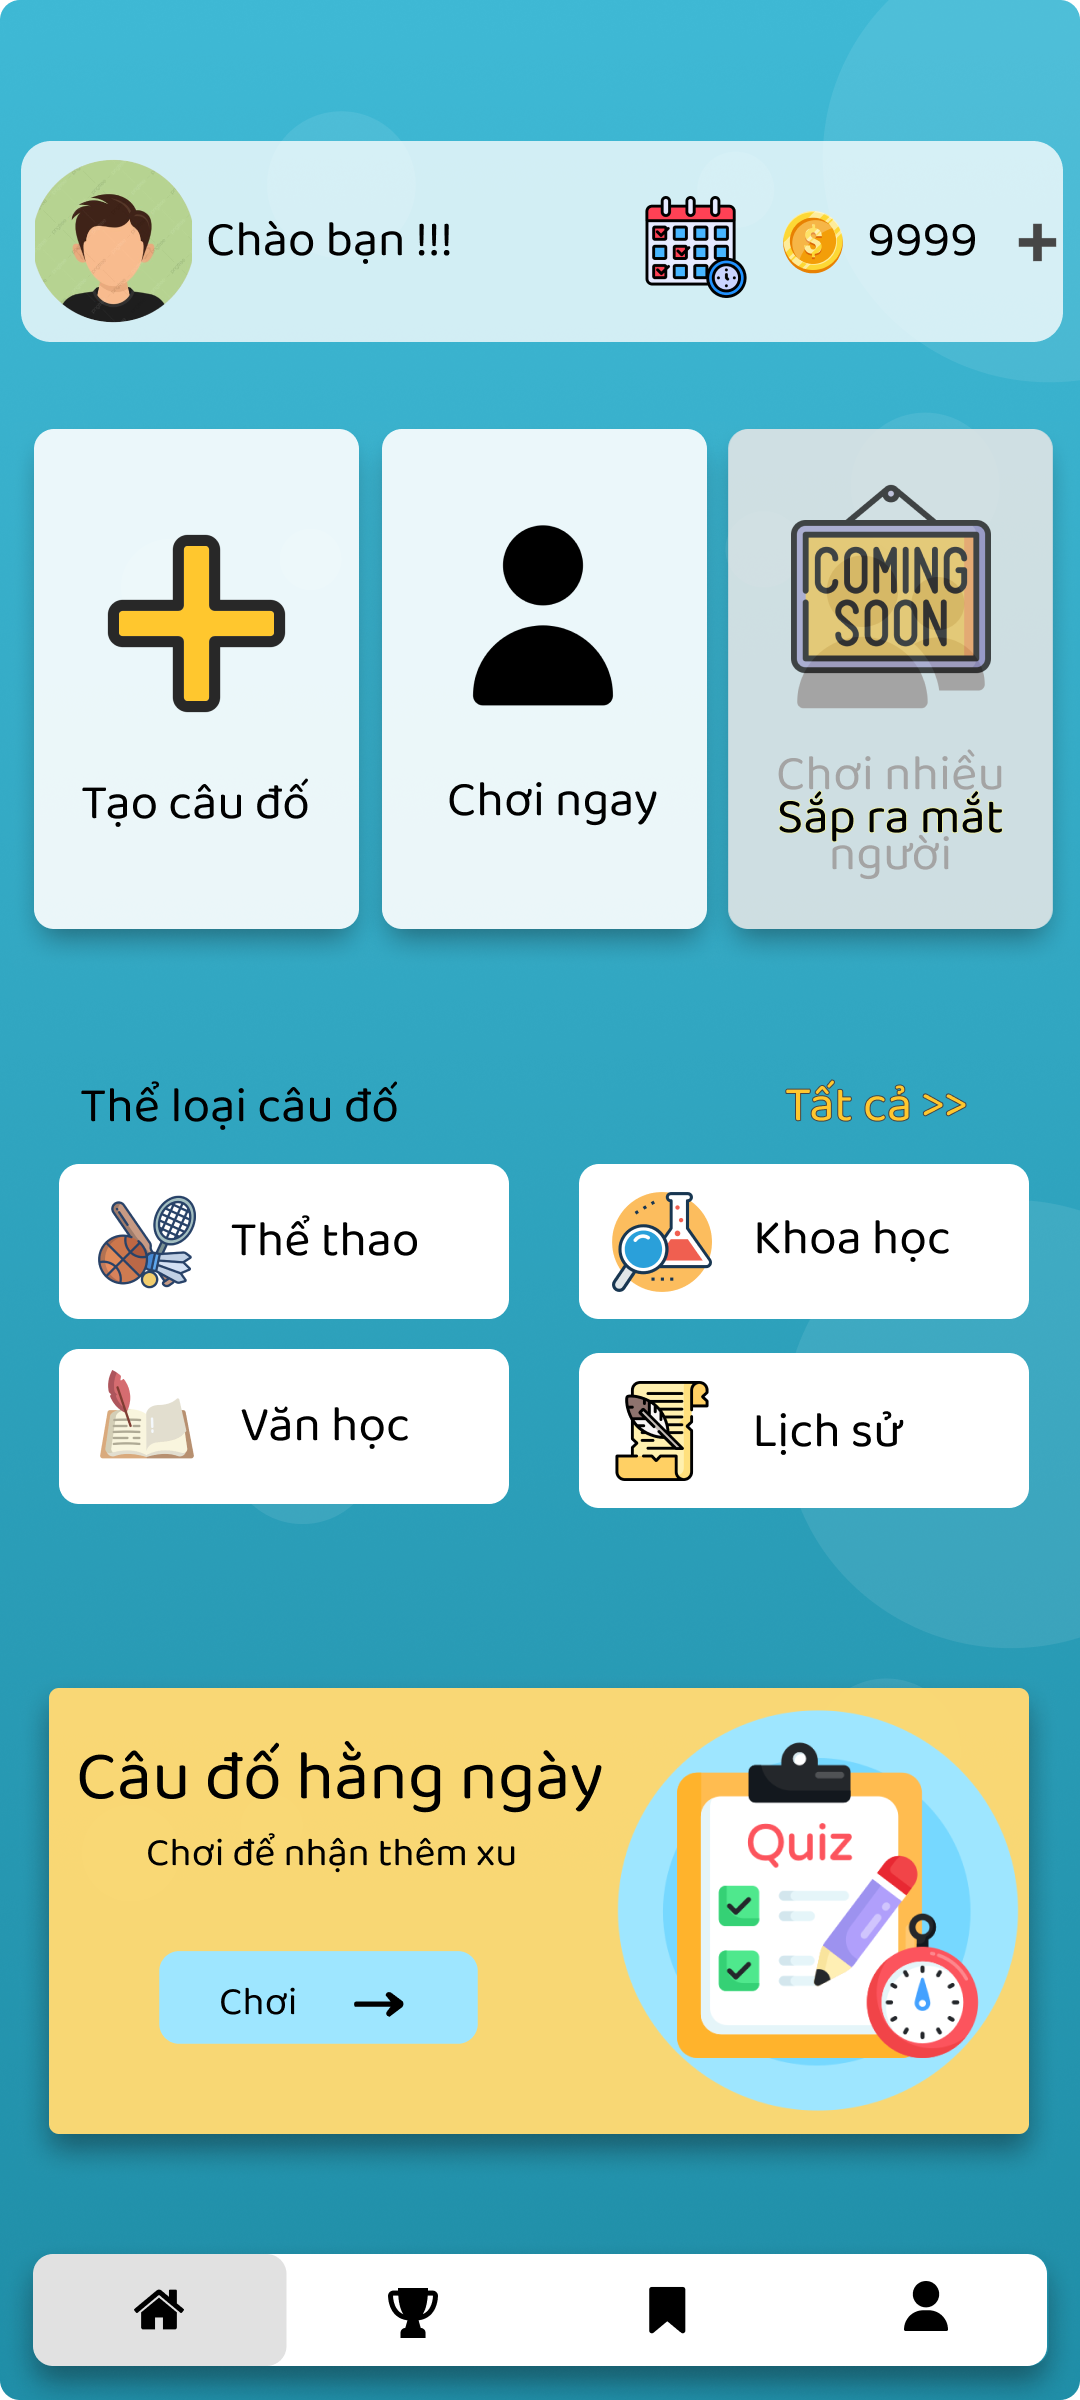 Chào bạn !!!
9999
COMING
SOON
Tạo câu đố
Chơi ngay
Chơi nhiều
Sắp ra mắt
người
Thể loại câu đố
Tất cả >>
Thể thao
Khoa học
Văn học
Lịch sử
Câu đố hằng ngày
Chơi để nhận thêm xu
Quiz
Chơi